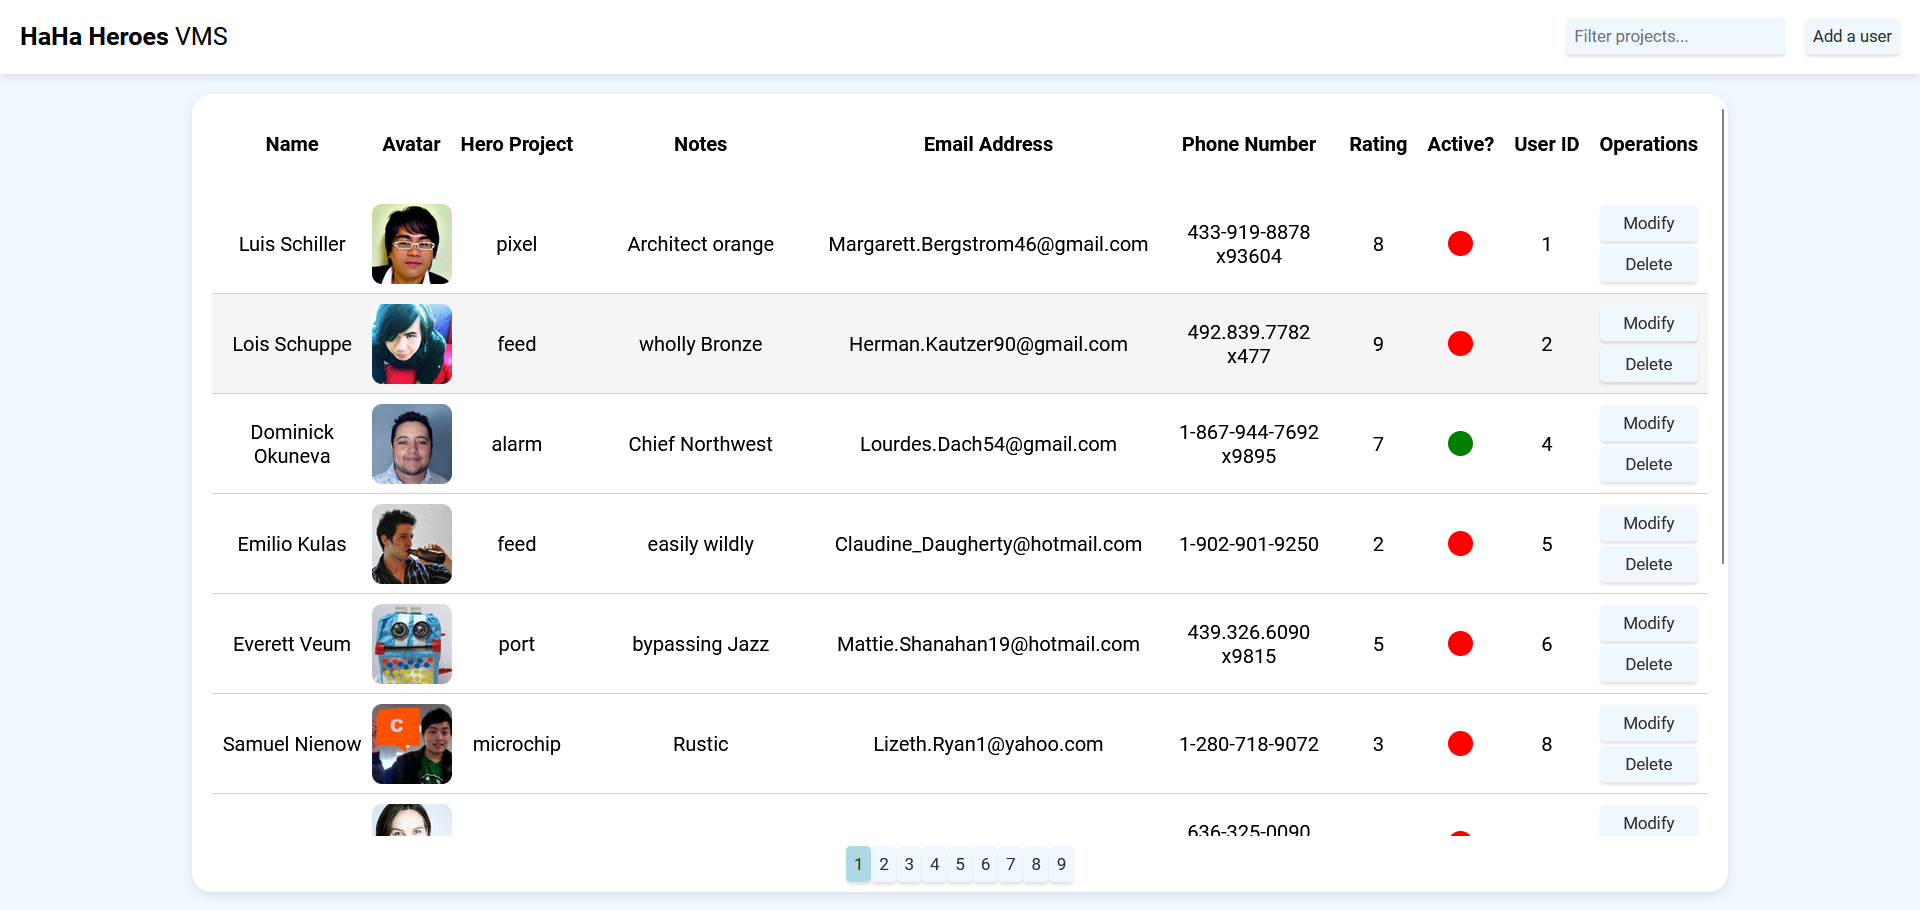 HaHa Heroes VMS
Filter projects...
Add a user
Name Avatar Hero Project Notes Email Address Phone Number Rating Active? User ID Operations
Luis Schiller pixel Architect orange Margarett.Bergstrom46@gmail.com 433-919-8878 x93604 8 1 Modify Delete
Lois Schuppe feed wholly Bronze Herman.Kautzer90@gmail.com 492.839.7782 x477 9 2 Modify Delete
Dominick Okuneva alarm Chief Northwest Lourdes.Dach54@gmail.com 1-867-944-7692 x9895 7 4 Modify Delete
Emilio Kulas feed easily wildly Claudine_Daugherty@hotmail.com 1-902-901-9250 2 5 Modify Delete
Everett Veum port bypassing Jazz Mattie.Shanahan19@hotmail.com 439.326.6090 x9815 5 6 Modify Delete
C
Samuel Nienow microchip Rustic Lizeth.Ryan1@yahoo.com 1-280-718-9072 3 8 Modify Delete
636-325-0090 Modify
1 2 3 4 5 6 7 8 9